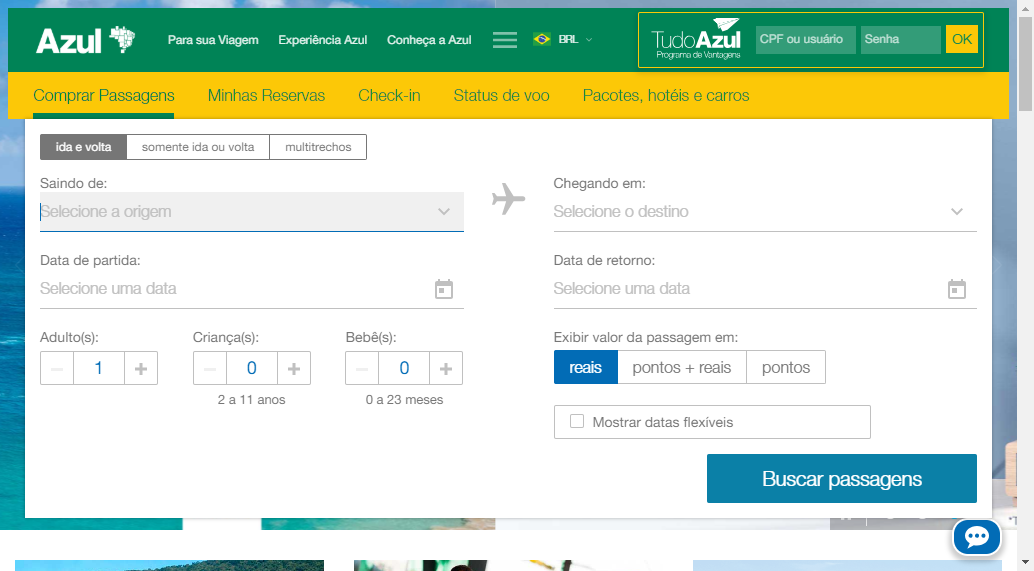 Azul
Para sua Viagem
Experiência Azul
Conheça a Azul
BRL
TudoAzul
Programa de Vantagens
CPF ou usuário
Senha
OK
Comprar Passagens
Minhas Reservas
Check-in
Status de voo
Pacotes, hotéis e carros
ida e volta
somente ida ou volta
multitrechos
Saindo de:
Selecione a origem
Chegando em:
Selecione o destino
Data de partida:
Selecione uma data
Data de retorno:
Selecione uma data
Adulto(s):
Criança(s):
Bebê(s):
1
0
0
2 a 11 anos
0 a 23 meses
Exibir valor da passagem em:
reais
pontos + reais
pontos
Mostrar datas flexíveis
Buscar passagens